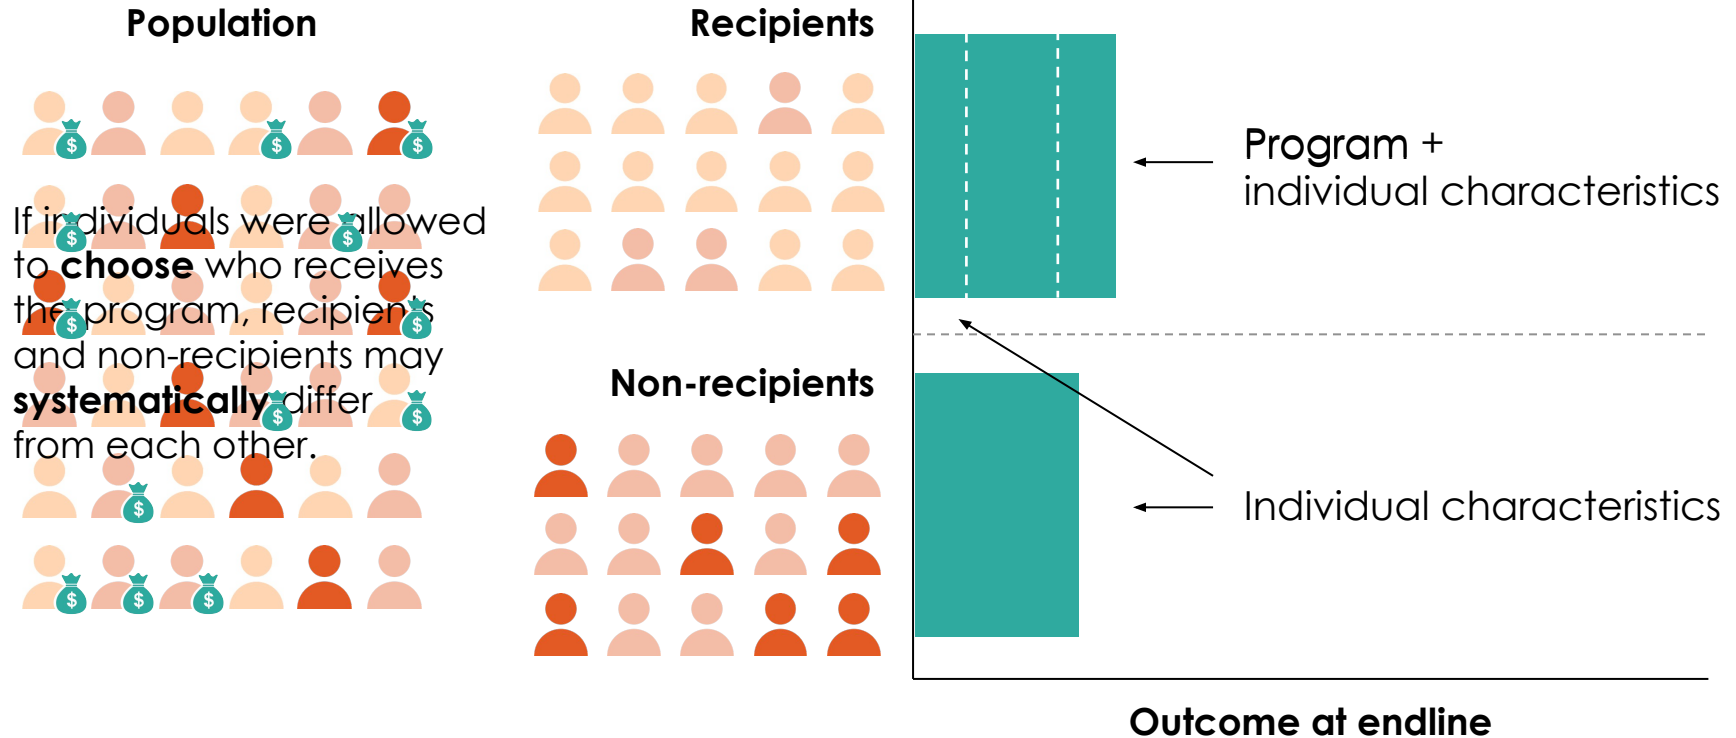 Population
If individuals were allowed
to choose who receives
the program, recipients
and non-recipients may
systematically differ
from each other.
$
$
$
$
$
$
$
$
$
$
$
$
$
Recipients
Non-recipients
Program +
individual characteristics
Individual characteristics
Outcome at endline